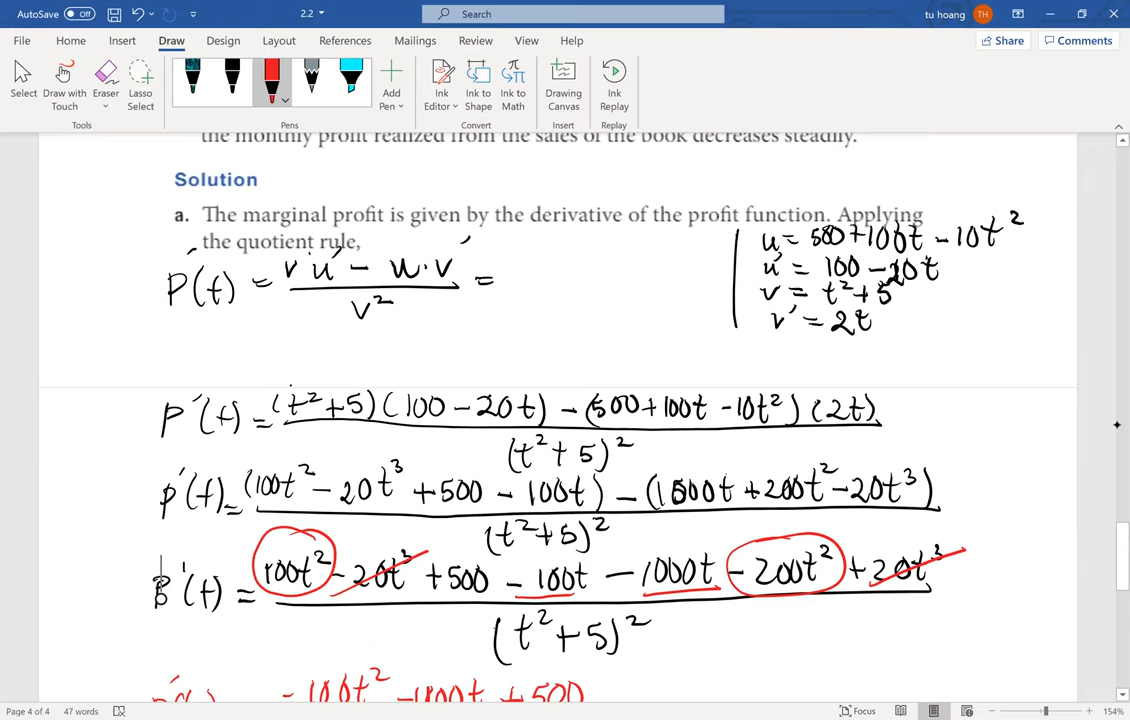 AutoSave Off 2.2 Search tu hoang TH
File Home Insert Draw Design Layout References Mailings Review View Help Share Comments
Select Draw with Touch Eraser Lasso Select Add Pen Ink Editor Ink to Shape Ink to Math Drawing Canvas Ink Replay
Tools Pens Convert Insert Replay
the monthly profit realized from the sales of the book decreases steadily.
Solution
a. The marginal profit is given by the derivative of the profit function. Applying
the quotient rule,
P'(t) = (v · u' − u · v') / v² =
u = 500 + 100t − 10t²
u' = 100 − 20t
v = t² + 5
v' = 2t
P'(t) = ((t² + 5)(100 − 20t) − (500 + 100t − 10t²)(2t)) / (t² + 5)²
P'(t) = ((100t² − 20t³ + 500 − 100t) − (1000t + 200t² − 20t³)) / (t² + 5)²
P'(t) = (100t² − 20t³ + 500 − 100t − 1000t − 200t² + 20t³) / (t² + 5)²
− 100t² − 1100t + 500
Page 4 of 4 47 words Focus 154%